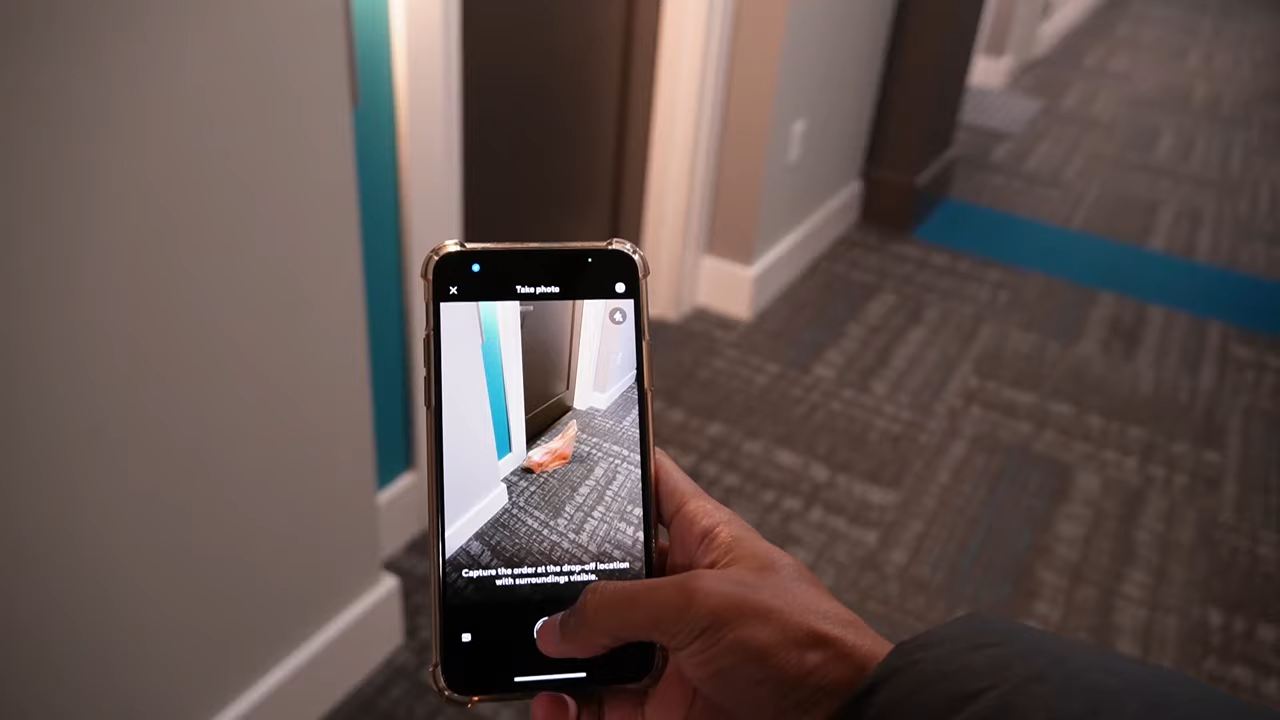 Take photo
Capture the order at the drop-off location
with surroundings visible.